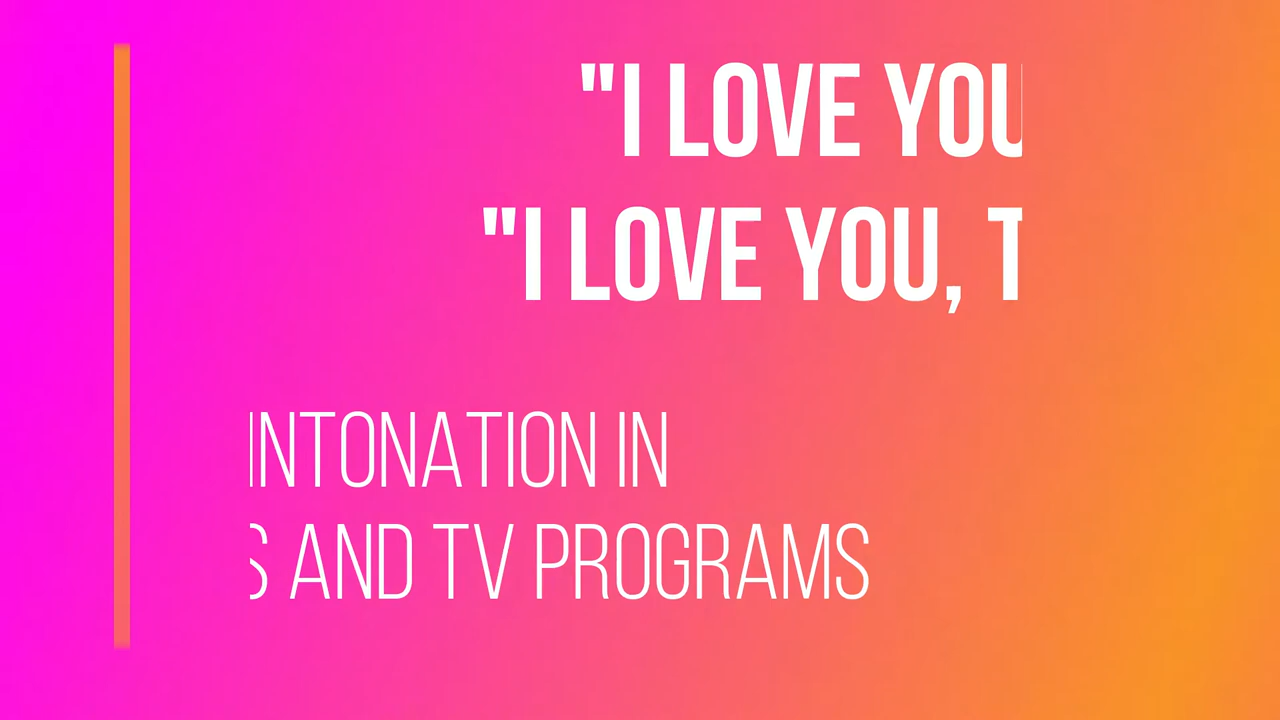 "I LOVE YOU
"I LOVE YOU, T
INTONATION IN
S AND TV PROGRAMS